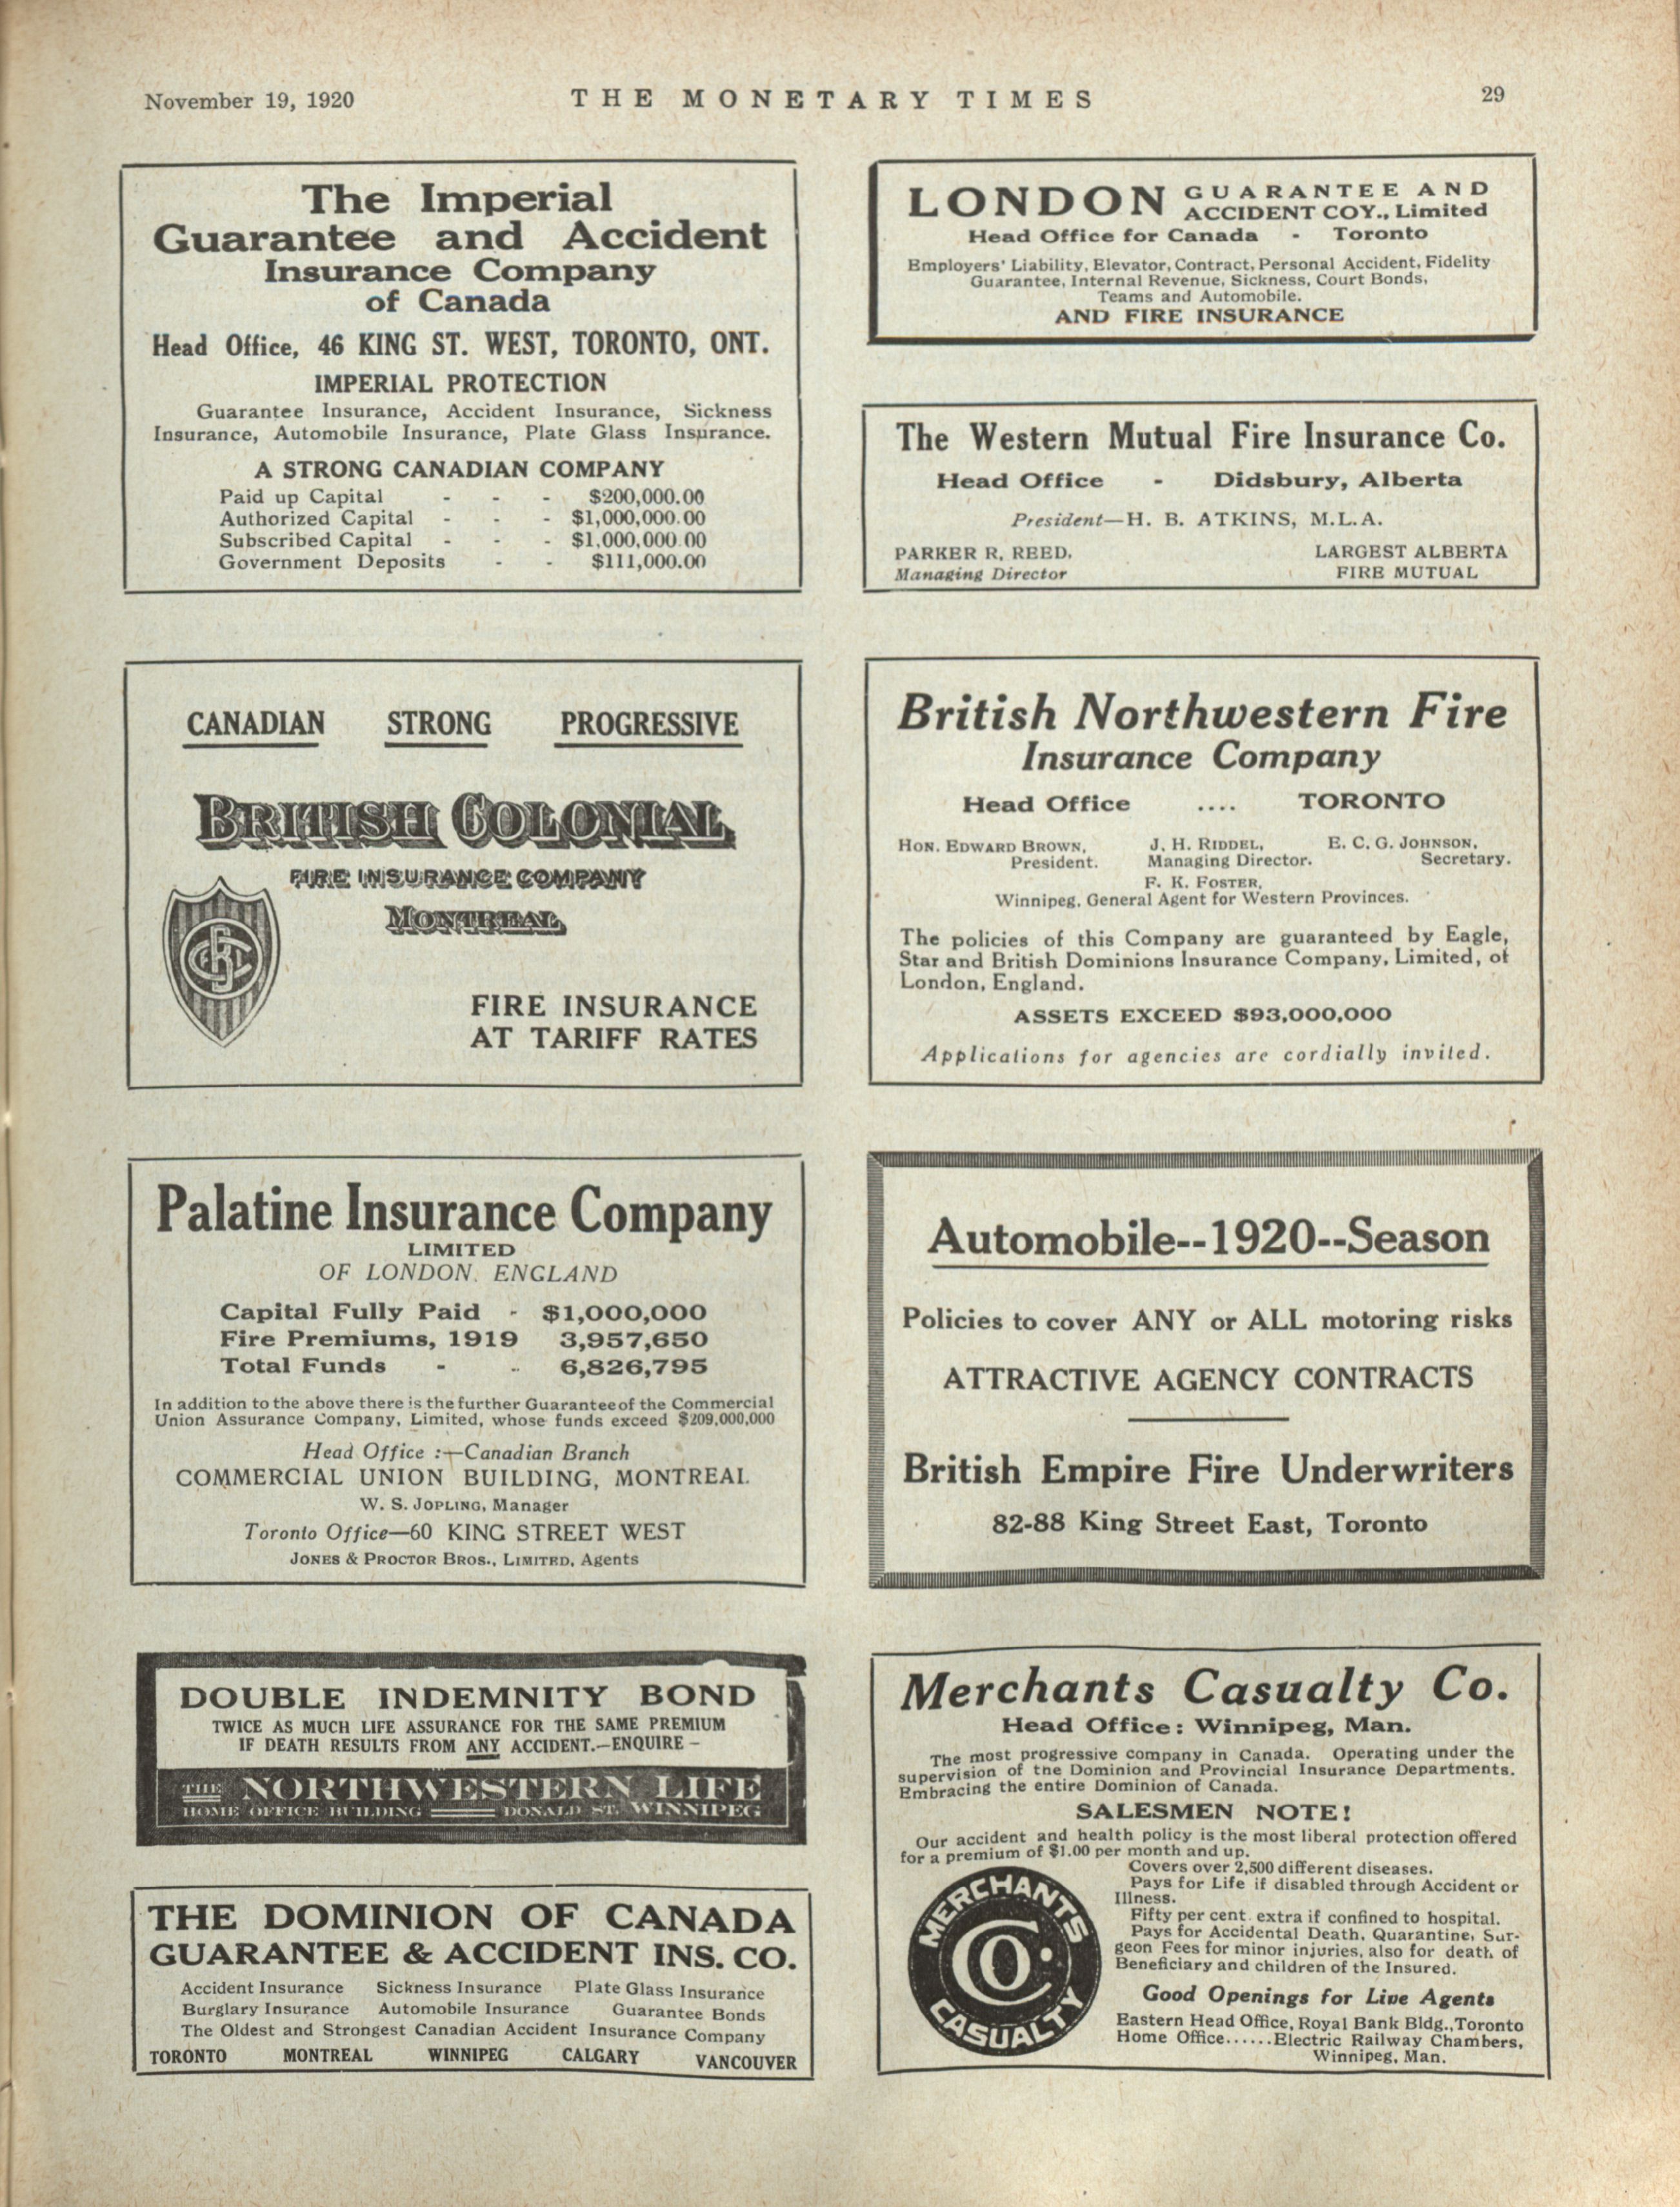 November 19, 1920
THE MONETARY TIMES
29
The Imperial
Guarantee and Accident
Insurance Company
of Canada
Head Office, 46 KING ST. WEST, TORONTO, ONT.
IMPERIAL PROTECTION
Guarantee Insurance, Accident Insurance, Sickness
Insurance, Automobile Insurance, Plate Glass Insurance.
A STRONG CANADIAN COMPANY
Paid up Capital - - - $200,000.00
Authorized Capital - - - $1,000,000.00
Subscribed Capital - - - $1,000,000.00
Government Deposits - - $111,000.00
CANADIAN STRONG PROGRESSIVE
BRITISH COLONIAL
FIRE INSURANCE COMPANY
MONTREAL
FIRE INSURANCE
AT TARIFF RATES
Palatine Insurance Company
LIMITED
OF LONDON, ENGLAND
Capital Fully Paid - $1,000,000
Fire Premiums, 1919 3,957,650
Total Funds - - 6,826,795
In addition to the above there is the further Guarantee of the Commercial
Union Assurance Company, Limited, whose funds exceed $209,000,000
Head Office :—Canadian Branch
COMMERCIAL UNION BUILDING, MONTREAL
W. S. JOPLING, Manager
Toronto Office—60 KING STREET WEST
JONES & PROCTOR BROS., LIMITED, Agents
DOUBLE INDEMNITY BOND
TWICE AS MUCH LIFE ASSURANCE FOR THE SAME PREMIUM
IF DEATH RESULTS FROM ANY ACCIDENT.—ENQUIRE –
THE NORTHWESTERN LIFE
HOME OFFICE BUILDING DONALD ST. WINNIPEG
THE DOMINION OF CANADA
GUARANTEE & ACCIDENT INS. CO.
Accident Insurance Sickness Insurance Plate Glass Insurance
Burglary Insurance Automobile Insurance Guarantee Bonds
The Oldest and Strongest Canadian Accident Insurance Company
TORONTO MONTREAL WINNIPEG CALGARY VANCOUVER
LONDON GUARANTEE AND
ACCIDENT COY., Limited
Head Office for Canada - Toronto
Employers' Liability, Elevator, Contract, Personal Accident, Fidelity
Guarantee, Internal Revenue, Sickness, Court Bonds,
Teams and Automobile.
AND FIRE INSURANCE
The Western Mutual Fire Insurance Co.
Head Office - Didsbury, Alberta
President—H. B. ATKINS, M.L.A.
PARKER R. REED, LARGEST ALBERTA
Managing Director FIRE MUTUAL
British Northwestern Fire
Insurance Company
Head Office .... TORONTO
HON. EDWARD BROWN, J. H. RIDDEL, E. C. G. JOHNSON,
President. Managing Director. Secretary.
F. K. FOSTER,
Winnipeg, General Agent for Western Provinces.
The policies of this Company are guaranteed by Eagle,
Star and British Dominions Insurance Company, Limited, of
London, England.
ASSETS EXCEED $93,000,000
Applications for agencies are cordially invited.
Automobile--1920--Season
Policies to cover ANY or ALL motoring risks
ATTRACTIVE AGENCY CONTRACTS
British Empire Fire Underwriters
82-88 King Street East, Toronto
Merchants Casualty Co.
Head Office: Winnipeg, Man.
The most progressive company in Canada. Operating under the
supervision of the Dominion and Provincial Insurance Departments.
Embracing the entire Dominion of Canada.
SALESMEN NOTE!
Our accident and health policy is the most liberal protection offered
for a premium of $1.00 per month and up.
Covers over 2,500 different diseases.
Pays for Life if disabled through Accident or
Illness.
Fifty per cent. extra if confined to hospital.
Pays for Accidental Death, Quarantine, Sur-
geon Fees for minor injuries, also for death of
Beneficiary and children of the Insured.
Good Openings for Live Agents
Eastern Head Office, Royal Bank Bldg., Toronto
Home Office......Electric Railway Chambers,
Winnipeg, Man.
MERCHANTS
CO.
CASUALTY